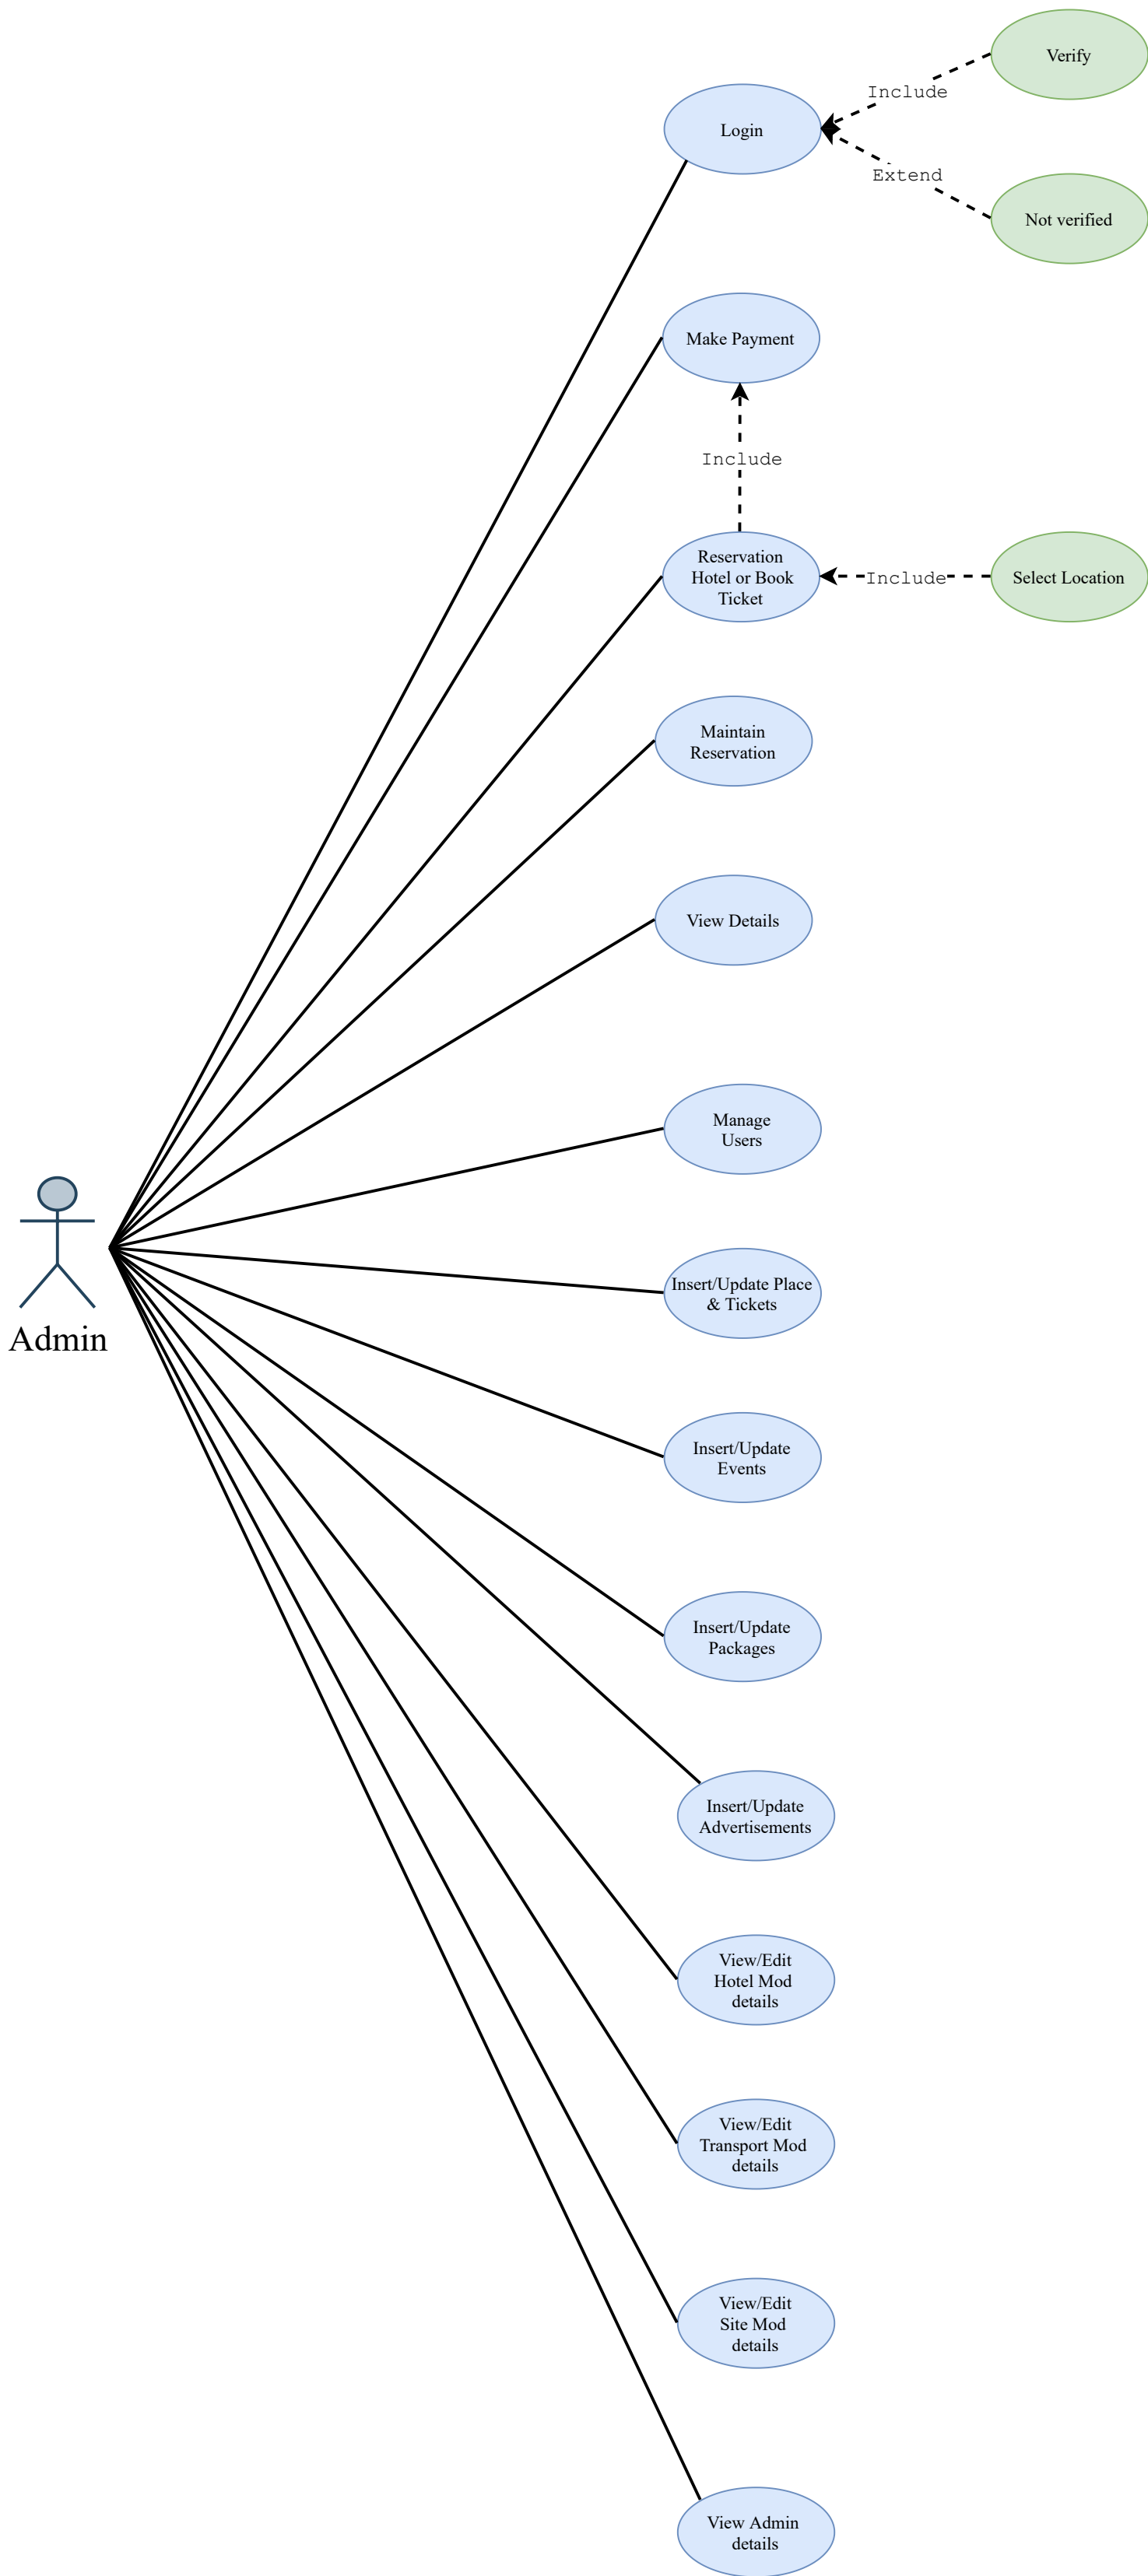 Verify
Include
Login
Extend
Not verified
Make Payment
Include
Reservation
Hotel or Book
Ticket
Include
Select Location
Maintain
Reservation
View Details
Manage
Users
Insert/Update Place
& Tickets
Admin
Insert/Update
Events
Insert/Update
Packages
Insert/Update
Advertisements
View/Edit
Hotel Mod
details
View/Edit
Transport Mod
details
View/Edit
Site Mod
details
View Admin
details